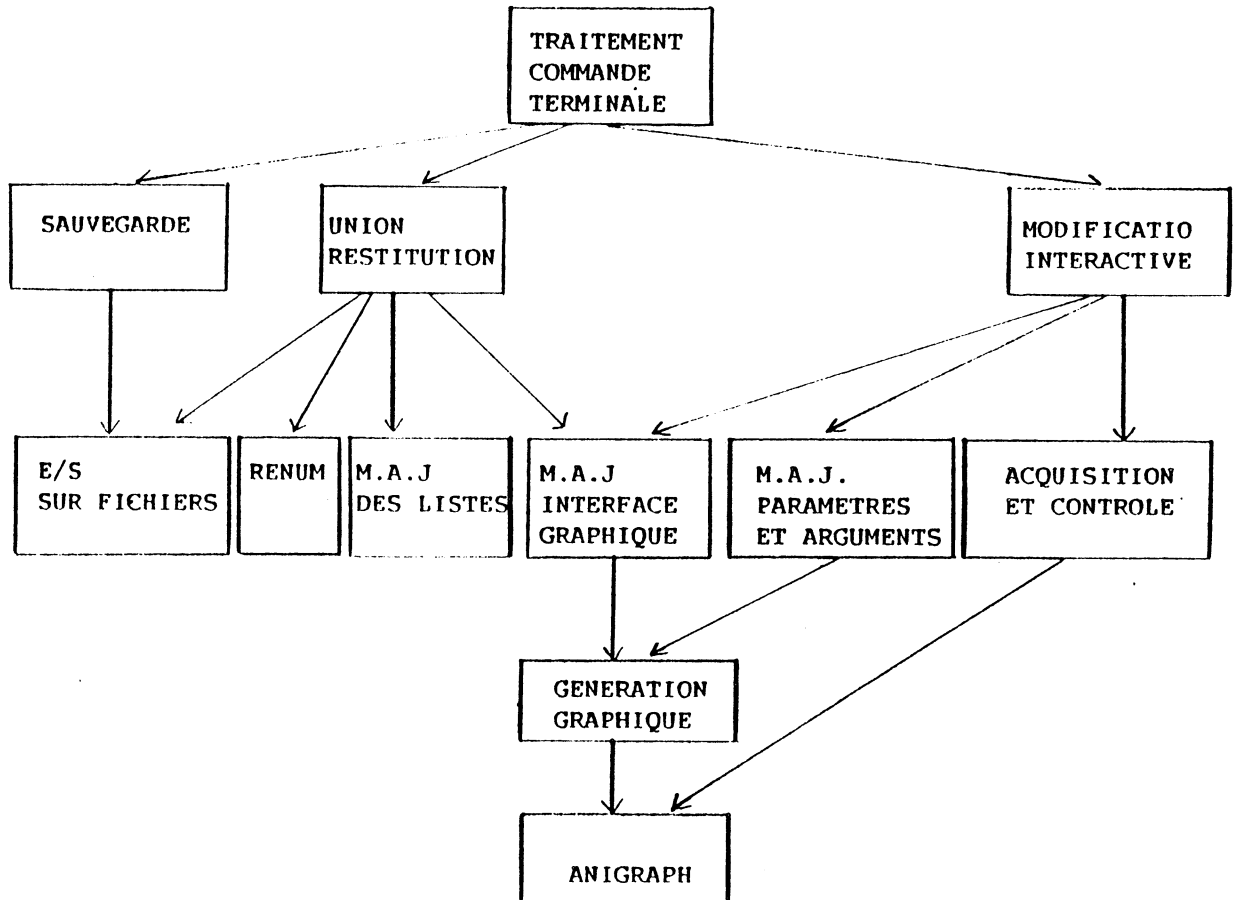 TRAITEMENT
COMMANDE
TERMINALE
SAUVEGARDE
UNION
RESTITUTION
MODIFICATIO
INTERACTIVE
E/S
SUR FICHIERS
RENUM
M.A.J
DES LISTES
M.A.J
INTERFACE
GRAPHIQUE
M.A.J.
PARAMETRES
ET ARGUMENTS
ACQUISITION
ET CONTROLE
GENERATION
GRAPHIQUE
ANIGRAPH